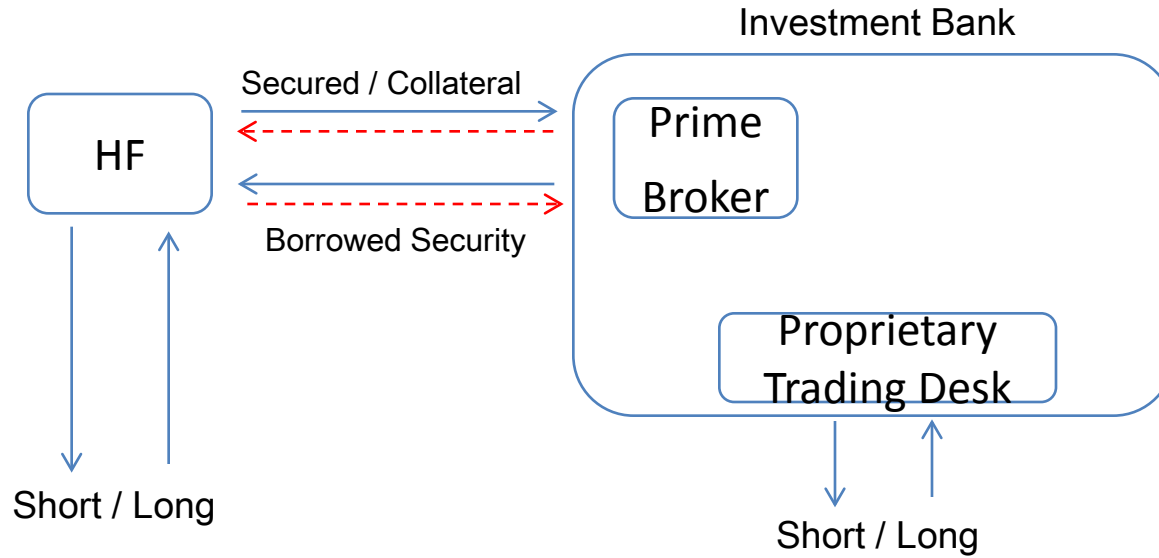 Investment Bank
Secured / Collateral
HF
Prime
Broker
Borrowed Security
Proprietary
Trading Desk
Short / Long
Short / Long